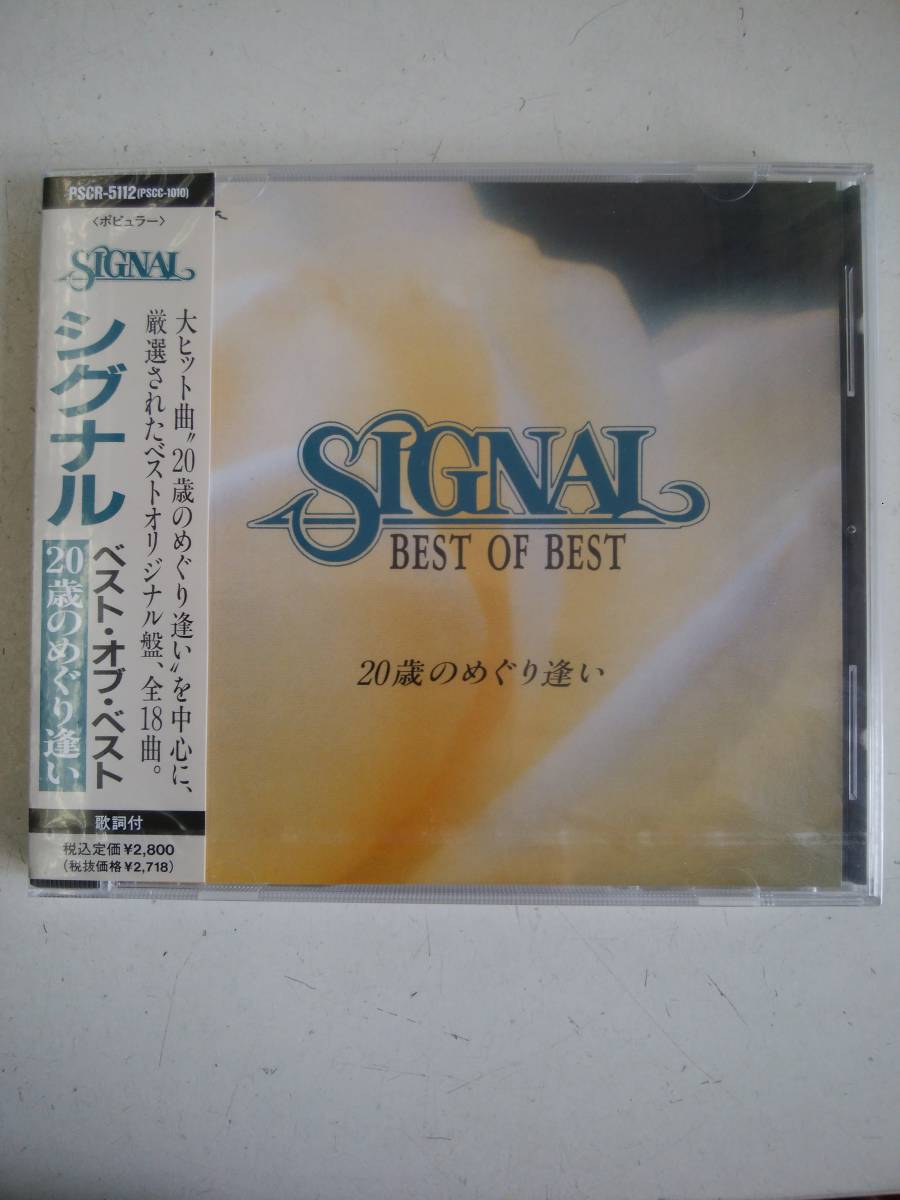 PSCR-5112(PSCC-1010)
〈ポピュラー〉
SIGNAL
シグナル
ベスト・オブ・ベスト
20歳のめぐり逢い
大ヒット曲〝20歳のめぐり逢い〟を中心に、
厳選されたベストオリジナル盤、全18曲。
歌詞付
税込定価¥2,800
(税抜価格¥2,718)
SIGNAL
BEST OF BEST
20歳のめぐり逢い